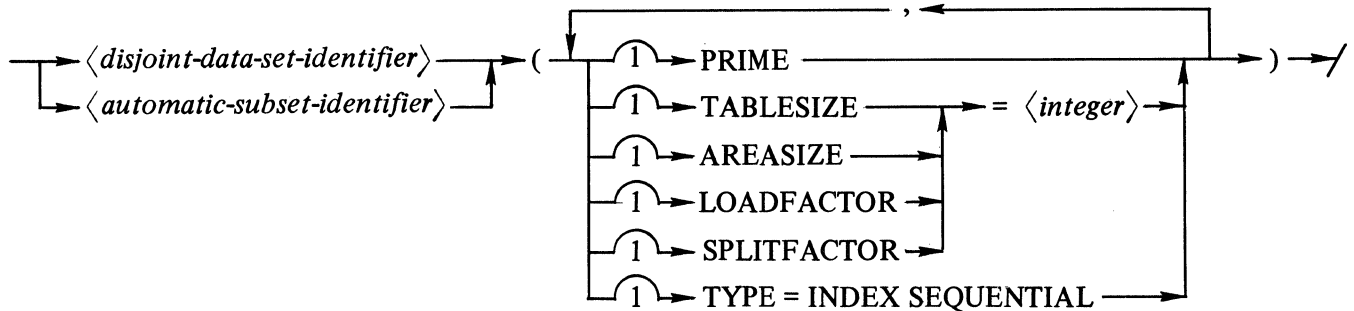 ,
⟨disjoint-data-set-identifier⟩ ( 1 PRIME ) /
⟨automatic-subset-identifier⟩ 1 TABLESIZE = ⟨integer⟩
1 AREASIZE
1 LOADFACTOR
1 SPLITFACTOR
1 TYPE = INDEX SEQUENTIAL